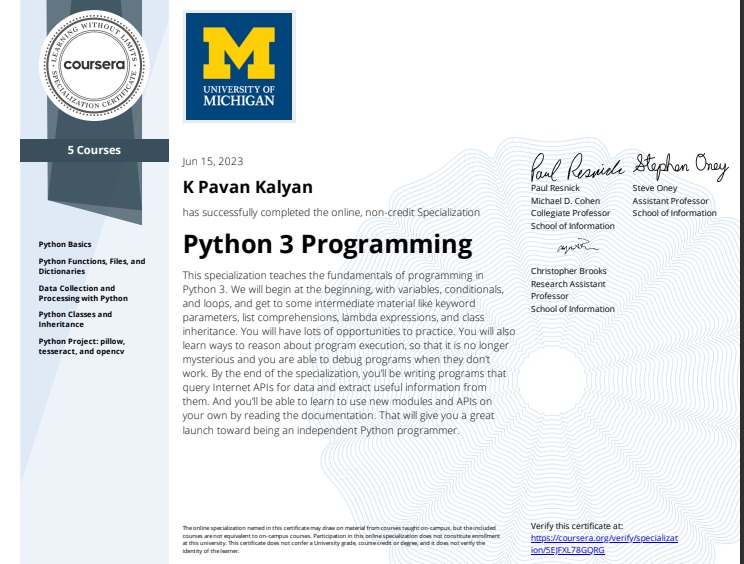 LEARNING WITHOUT LIMITS
coursera
SPECIALIZATION CERTIFICATE
UNIVERSITY OF
MICHIGAN
5 Courses
Python Basics
Python Functions, Files, and
Dictionaries
Data Collection and
Processing with Python
Python Classes and
Inheritance
Python Project: pillow,
tesseract, and opencv
Jun 15, 2023
K Pavan Kalyan
has successfully completed the online, non-credit Specialization
Python 3 Programming
This specialization teaches the fundamentals of programming in
Python 3. We will begin at the beginning, with variables, conditionals,
and loops, and get to some intermediate material like keyword
parameters, list comprehensions, lambda expressions, and class
inheritance. You will have lots of opportunities to practice. You will also
learn ways to reason about program execution, so that it is no longer
mysterious and you are able to debug programs when they don't
work. By the end of the specialization, you'll be writing programs that
query Internet APIs for data and extract useful information from
them. And you'll be able to learn to use new modules and APIs on
your own by reading the documentation. That will give you a great
launch toward being an independent Python programmer.
Paul Resnick
Paul Resnick
Michael D. Cohen
Collegiate Professor
School of Information
Stephen Oney
Steve Oney
Assistant Professor
School of Information
Christopher Brooks
Research Assistant
Professor
School of Information
The online specialization named in this certificate may draw on material from courses taught on-campus, but the included
courses are not equivalent to on-campus courses. Participation in this online specialization does not constitute enrollment
at this university. This certificate does not confer a University grade, course credit or degree, and it does not verify the
identity of the learner.
Verify this certificate at:
https://coursera.org/verify/specializat
ion/5EJFXL78GQRG